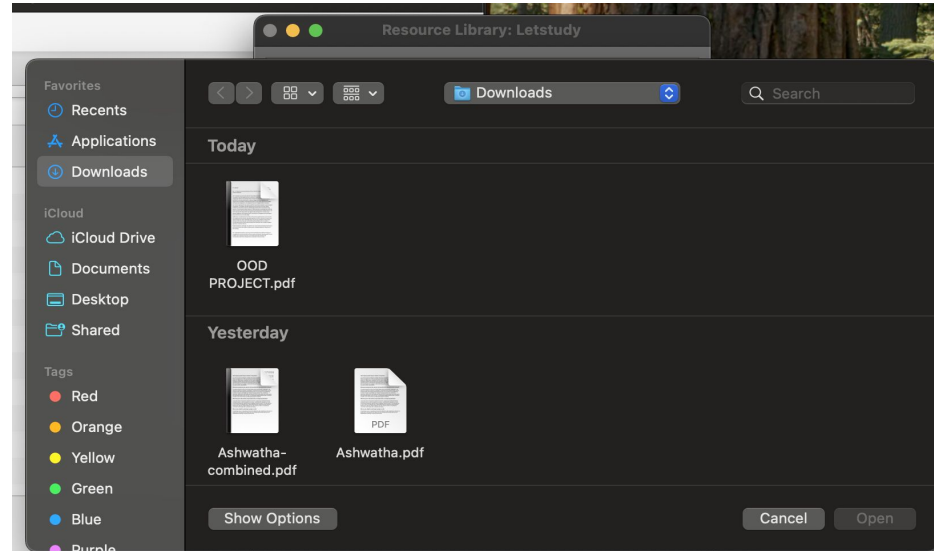 Resource Library: Letstudy
Favorites
Recents
Applications
Downloads
iCloud
iCloud Drive
Documents
Desktop
Shared
Tags
Red
Orange
Yellow
Green
Blue
Purple
Downloads
Search
Today
OOD
PROJECT.pdf
Yesterday
PDF
Ashwatha-
combined.pdf
Ashwatha.pdf
Show Options
Cancel
Open